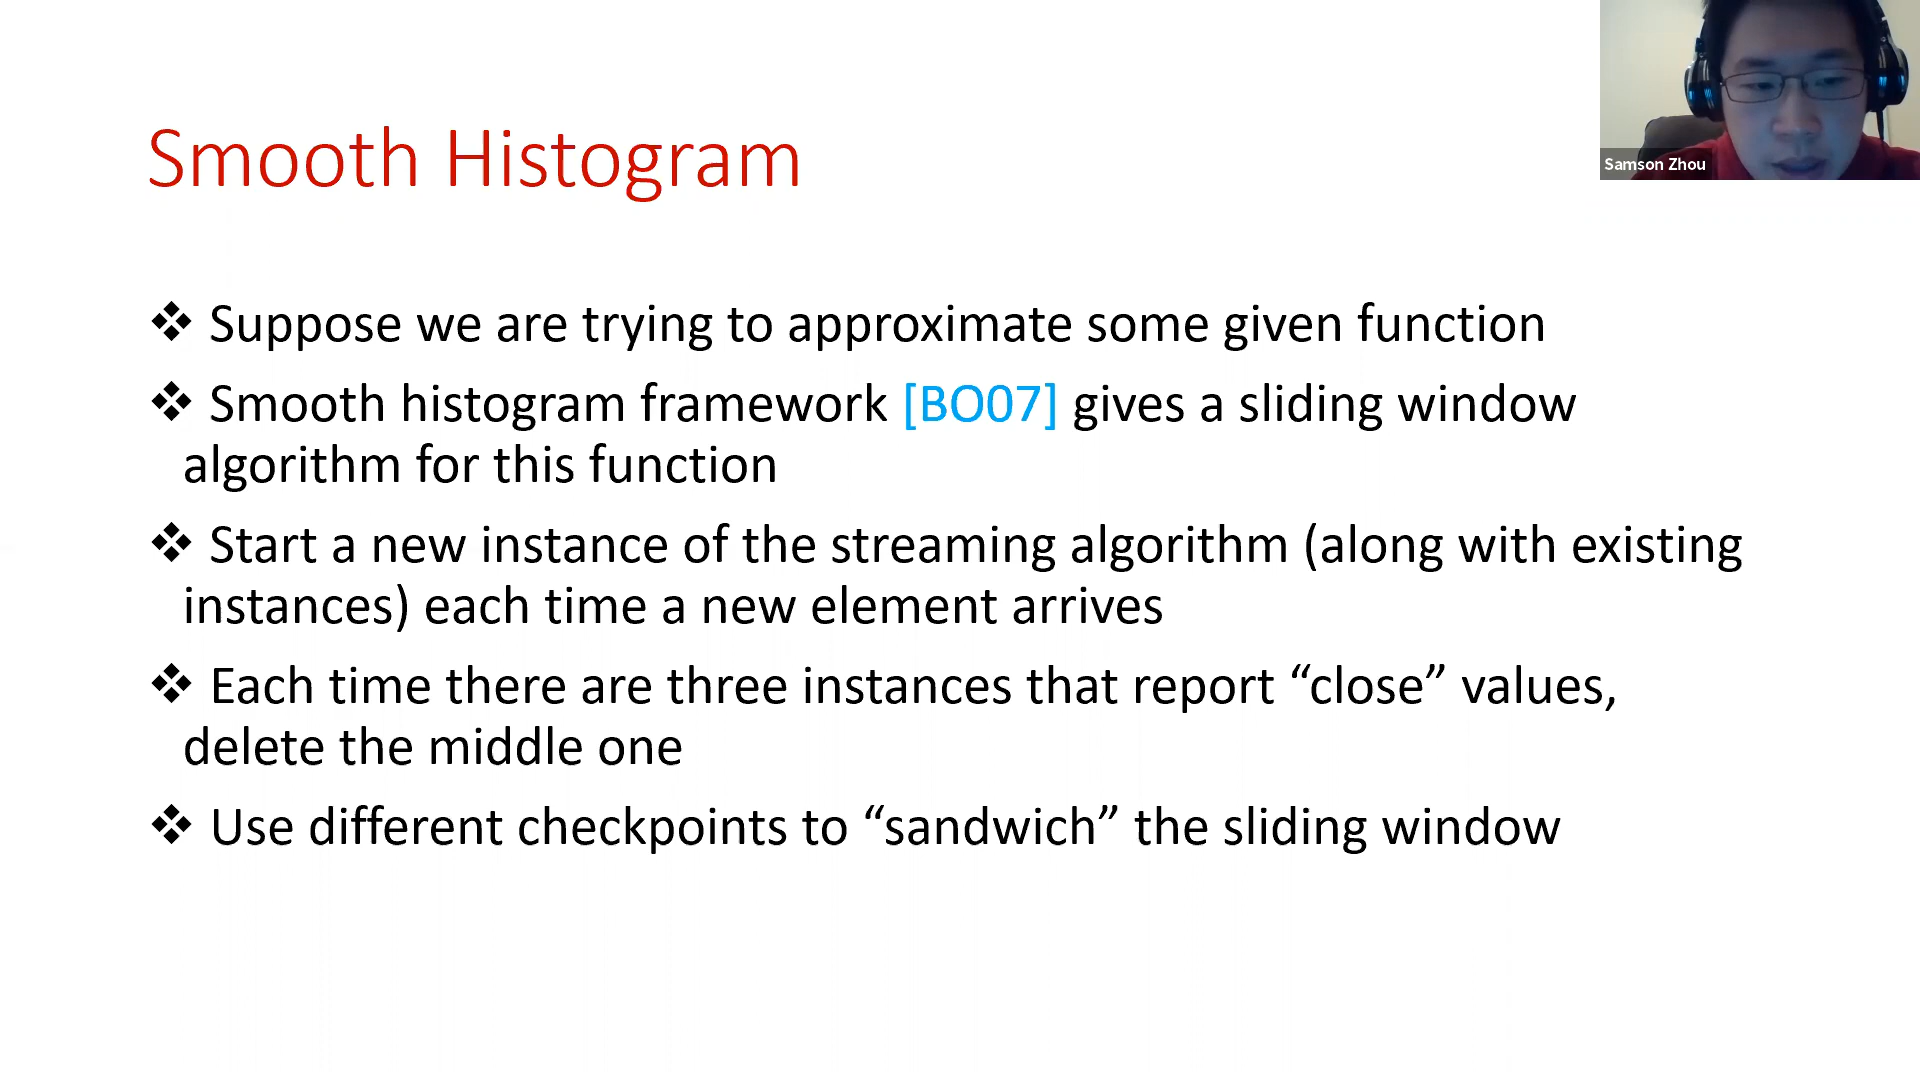 Smooth Histogram
Samson Zhou
❖ Suppose we are trying to approximate some given function
❖ Smooth histogram framework [BO07] gives a sliding window
algorithm for this function
❖ Start a new instance of the streaming algorithm (along with existing
instances) each time a new element arrives
❖ Each time there are three instances that report “close” values,
delete the middle one
❖ Use different checkpoints to “sandwich” the sliding window